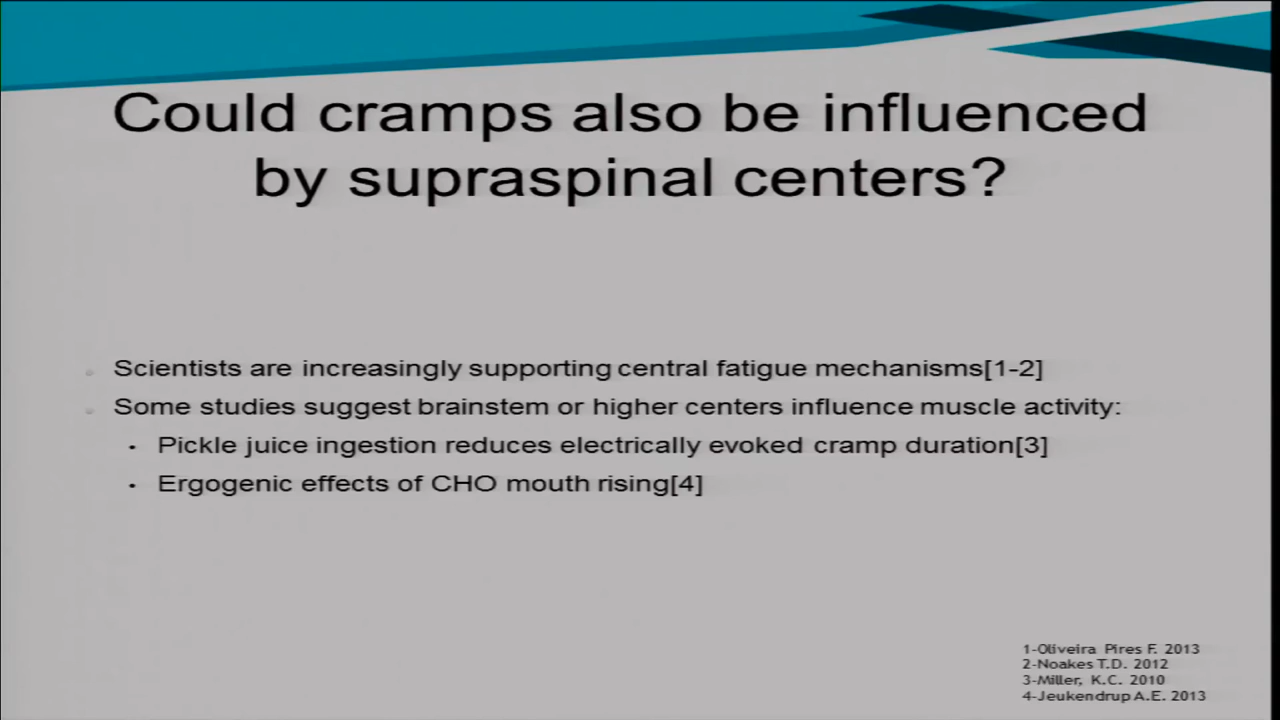 Could cramps also be influenced
by supraspinal centers?
Scientists are increasingly supporting central fatigue mechanisms[1-2]
Some studies suggest brainstem or higher centers influence muscle activity:
Pickle juice ingestion reduces electrically evoked cramp duration[3]
Ergogenic effects of CHO mouth rising[4]
1-Oliveira Pires F. 2013
2-Noakes T.D. 2012
3-Miller, K.C. 2010
4-Jeukendrup A.E. 2013